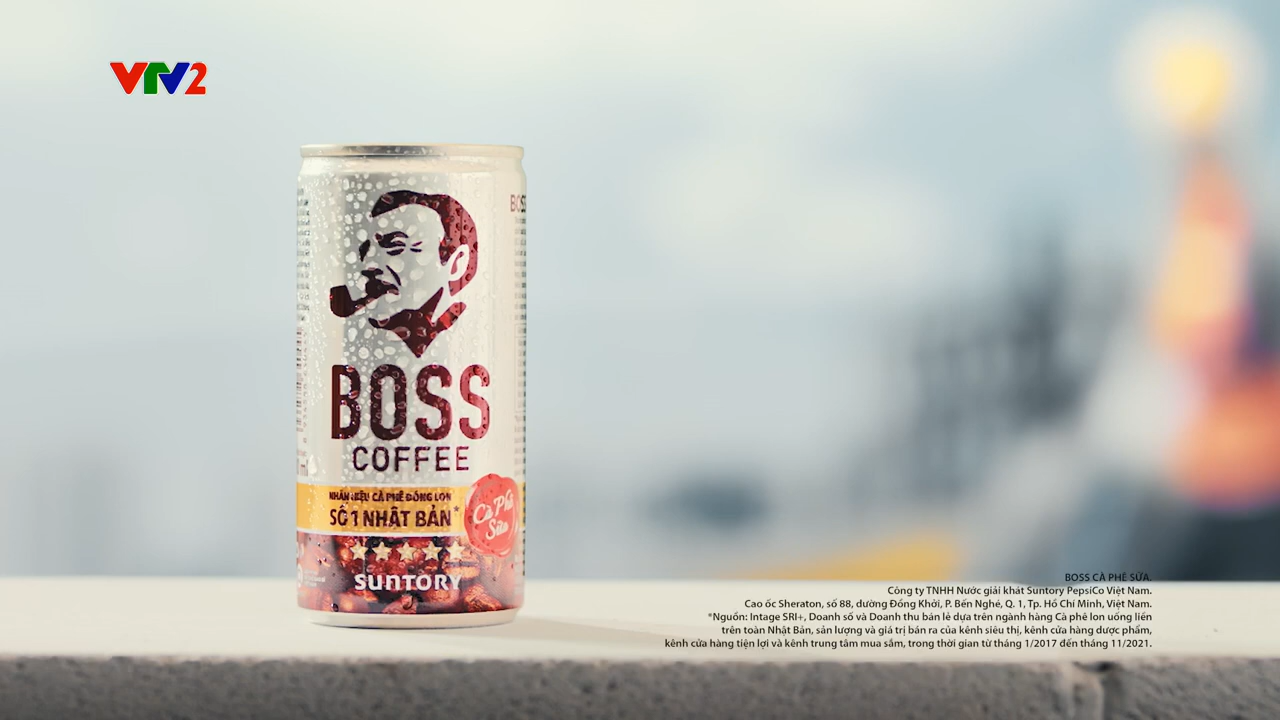 VTV2
BOSS
BOSS
COFFEE
NHÃN HIỆU CÀ PHÊ ĐÓNG LON
SỐ 1 NHẬT BẢN*
Cà Phê
Sữa
SUNTORY
BOSS CÀ PHÊ SỮA.
Công ty TNHH Nước giải khát Suntory PepsiCo Việt Nam.
Cao ốc Sheraton, số 88, đường Đồng Khởi, P. Bến Nghé, Q. 1, Tp. Hồ Chí Minh, Việt Nam.
*Nguồn: Intage SRI+, Doanh số và Doanh thu bán lẻ dựa trên ngành hàng Cà phê lon uống liền
trên toàn Nhật Bản, sản lượng và giá trị bán ra của kênh siêu thị, kênh cửa hàng dược phẩm,
kênh cửa hàng tiện lợi và kênh trung tâm mua sắm, trong thời gian từ tháng 1/2017 đến tháng 11/2021.